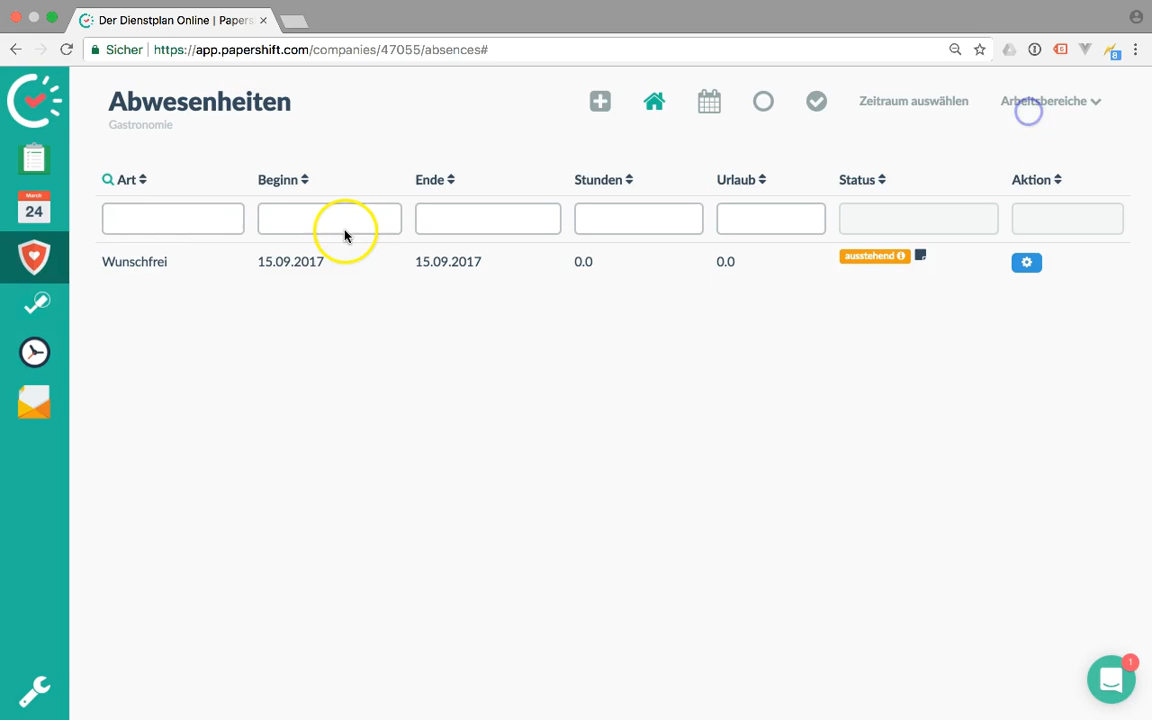 Der Dienstplan Online | Papers
Sicher | https://app.papershift.com/companies/47055/absences#
8
Abwesenheiten
Gastronomie
Zeitraum auswählen
Arbeitsbereiche
March
24
Art Beginn Ende Stunden Urlaub Status Aktion
Wunschfrei 15.09.2017 15.09.2017 0.0 0.0 ausstehend
1